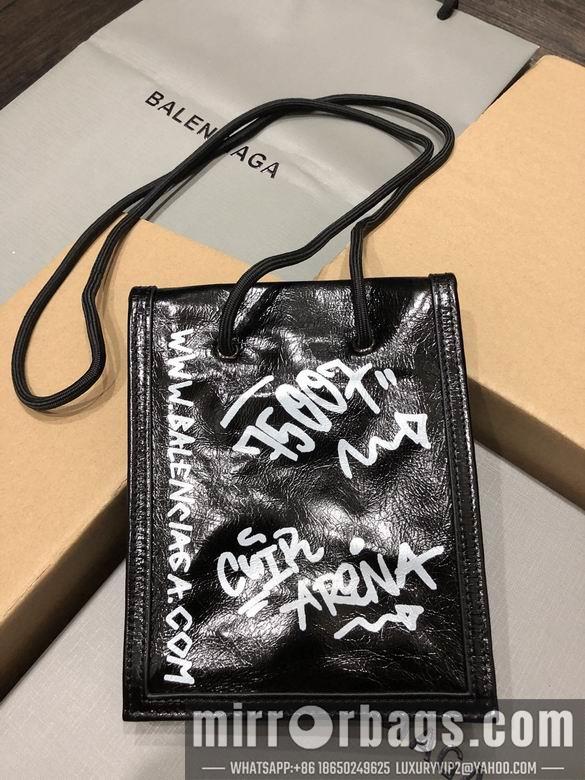 BALENCIAGA
WWW.BALENCIAGA.COM
75007"
CUIR
ARENA
mirrorbags.com
WHATSAPP:+86 18650249625 LUXURYVIP2@YAHOO.COM